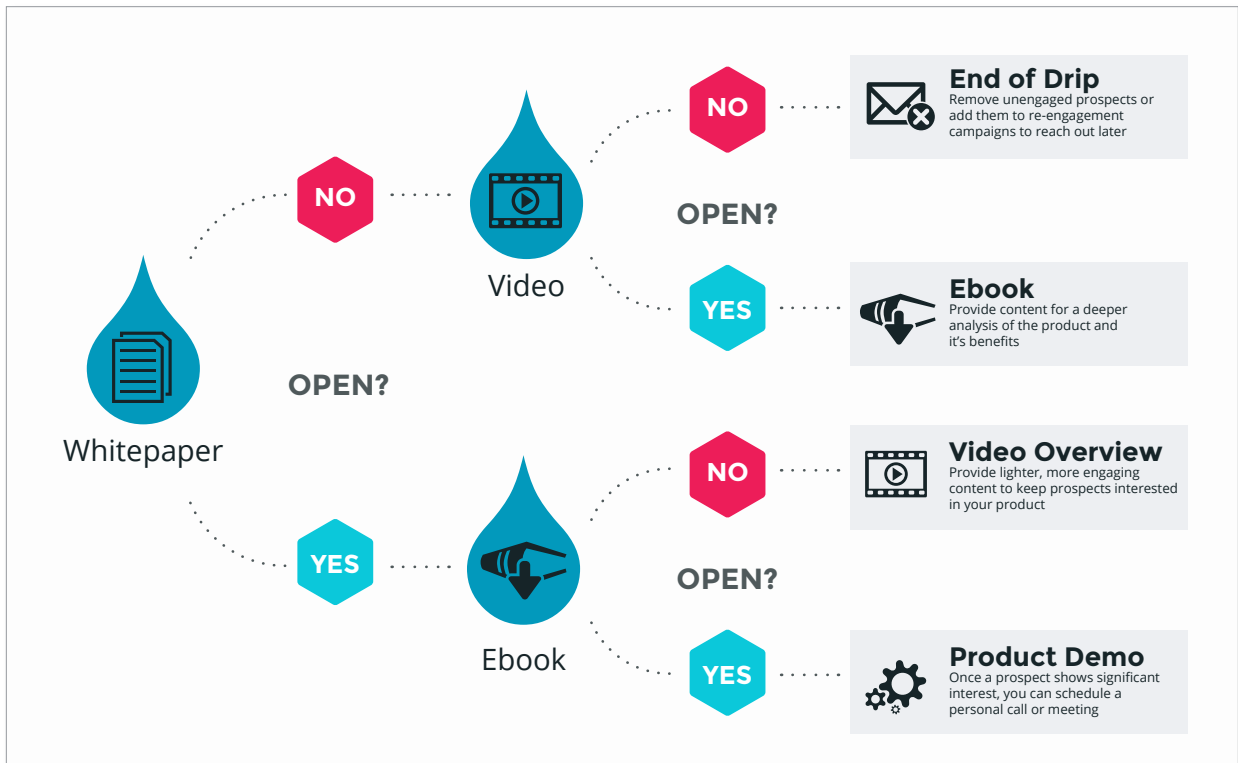 Whitepaper
OPEN?
NO
YES
Video
OPEN?
NO
End of Drip
Remove unengaged prospects or
add them to re-engagement
campaigns to reach out later
YES
Ebook
Provide content for a deeper
analysis of the product and
it's benefits
Ebook
OPEN?
NO
Video Overview
Provide lighter, more engaging
content to keep prospects interested
in your product
YES
Product Demo
Once a prospect shows significant
interest, you can schedule a
personal call or meeting